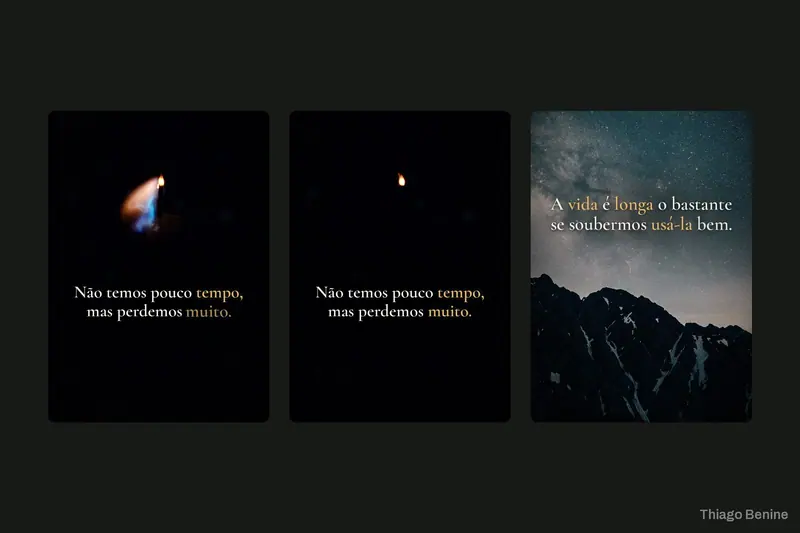 Não temos pouco tempo,
mas perdemos muito.
Não temos pouco tempo,
mas perdemos muito.
A vida é longa o bastante
se soubermos usá-la bem.
Thiago Benine